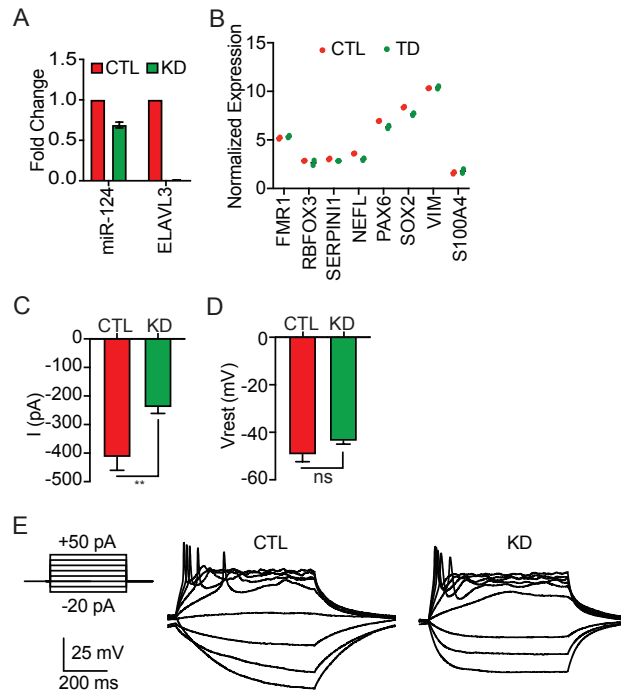 A
CTL KD
Fold Change
1.5
1.0
0.5
0.0
miR-124
ELAVL3
B
CTL TD
Normalized Expression
15
10
5
0
FMR1
RBFOX3
SERPINI1
NEFL
PAX6
SOX2
VIM
S100A4
C
CTL KD
I (pA)
0
-100
-200
-300
-400
-500
**
D
CTL KD
Vrest (mV)
0
-20
-40
-60
ns
E
+50 pA
-20 pA
25 mV
200 ms
CTL
KD